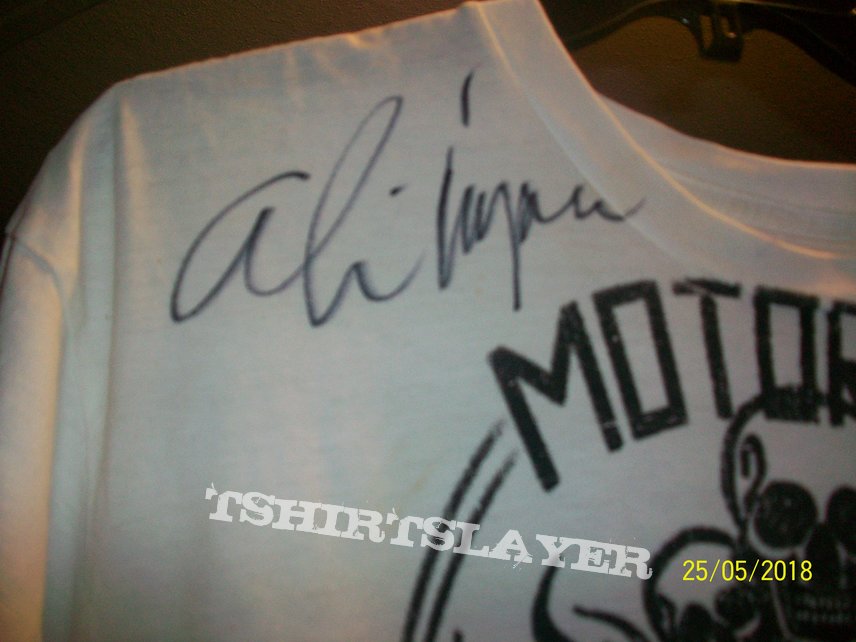 Ali
MOTOR
TSHIRTSLAYER
25/05/2018